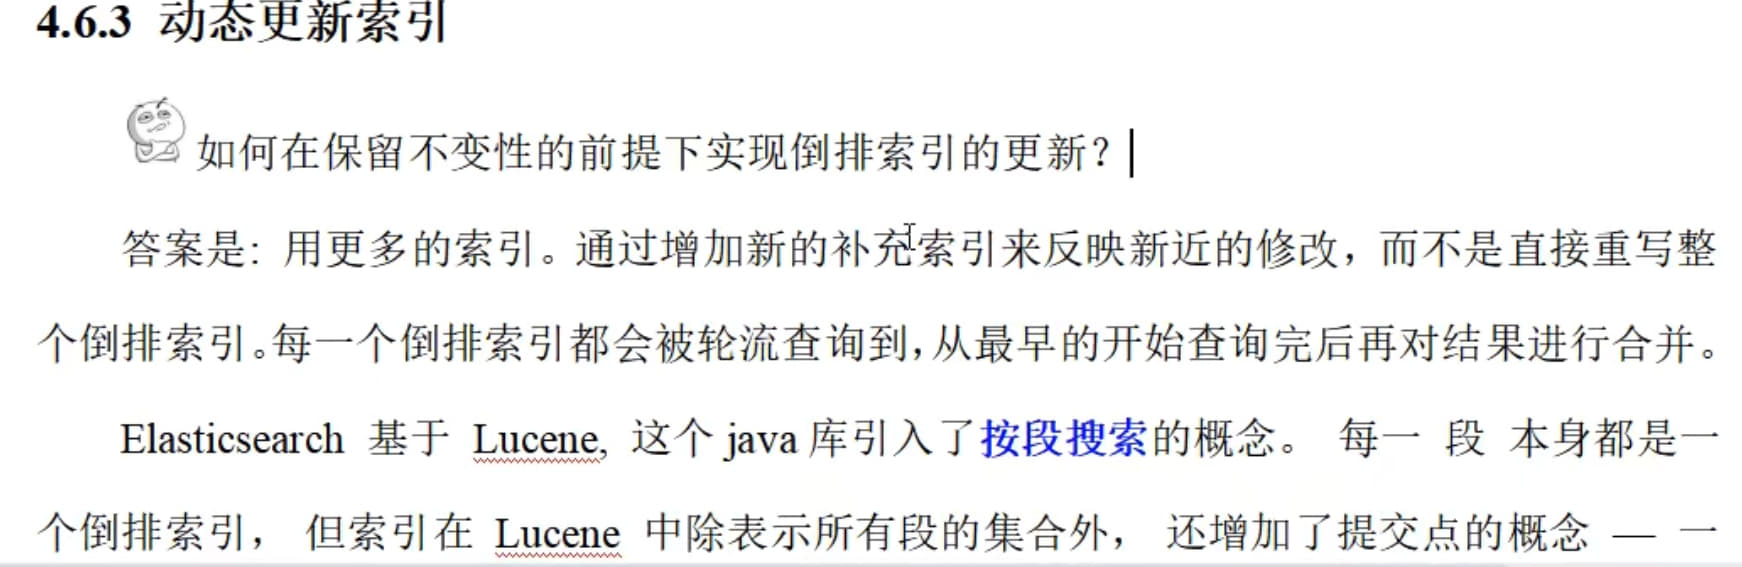 4.6.3 动态更新索引
如何在保留不变性的前提下实现倒排索引的更新？
答案是: 用更多的索引。通过增加新的补充索引来反映新近的修改，而不是直接重写整
个倒排索引。每一个倒排索引都会被轮流查询到，从最早的开始查询完后再对结果进行合并。
Elasticsearch 基于 Lucene, 这个 java 库引入了按段搜索的概念。 每一 段 本身都是一
个倒排索引， 但索引在 Lucene 中除表示所有段的集合外， 还增加了提交点的概念 — 一